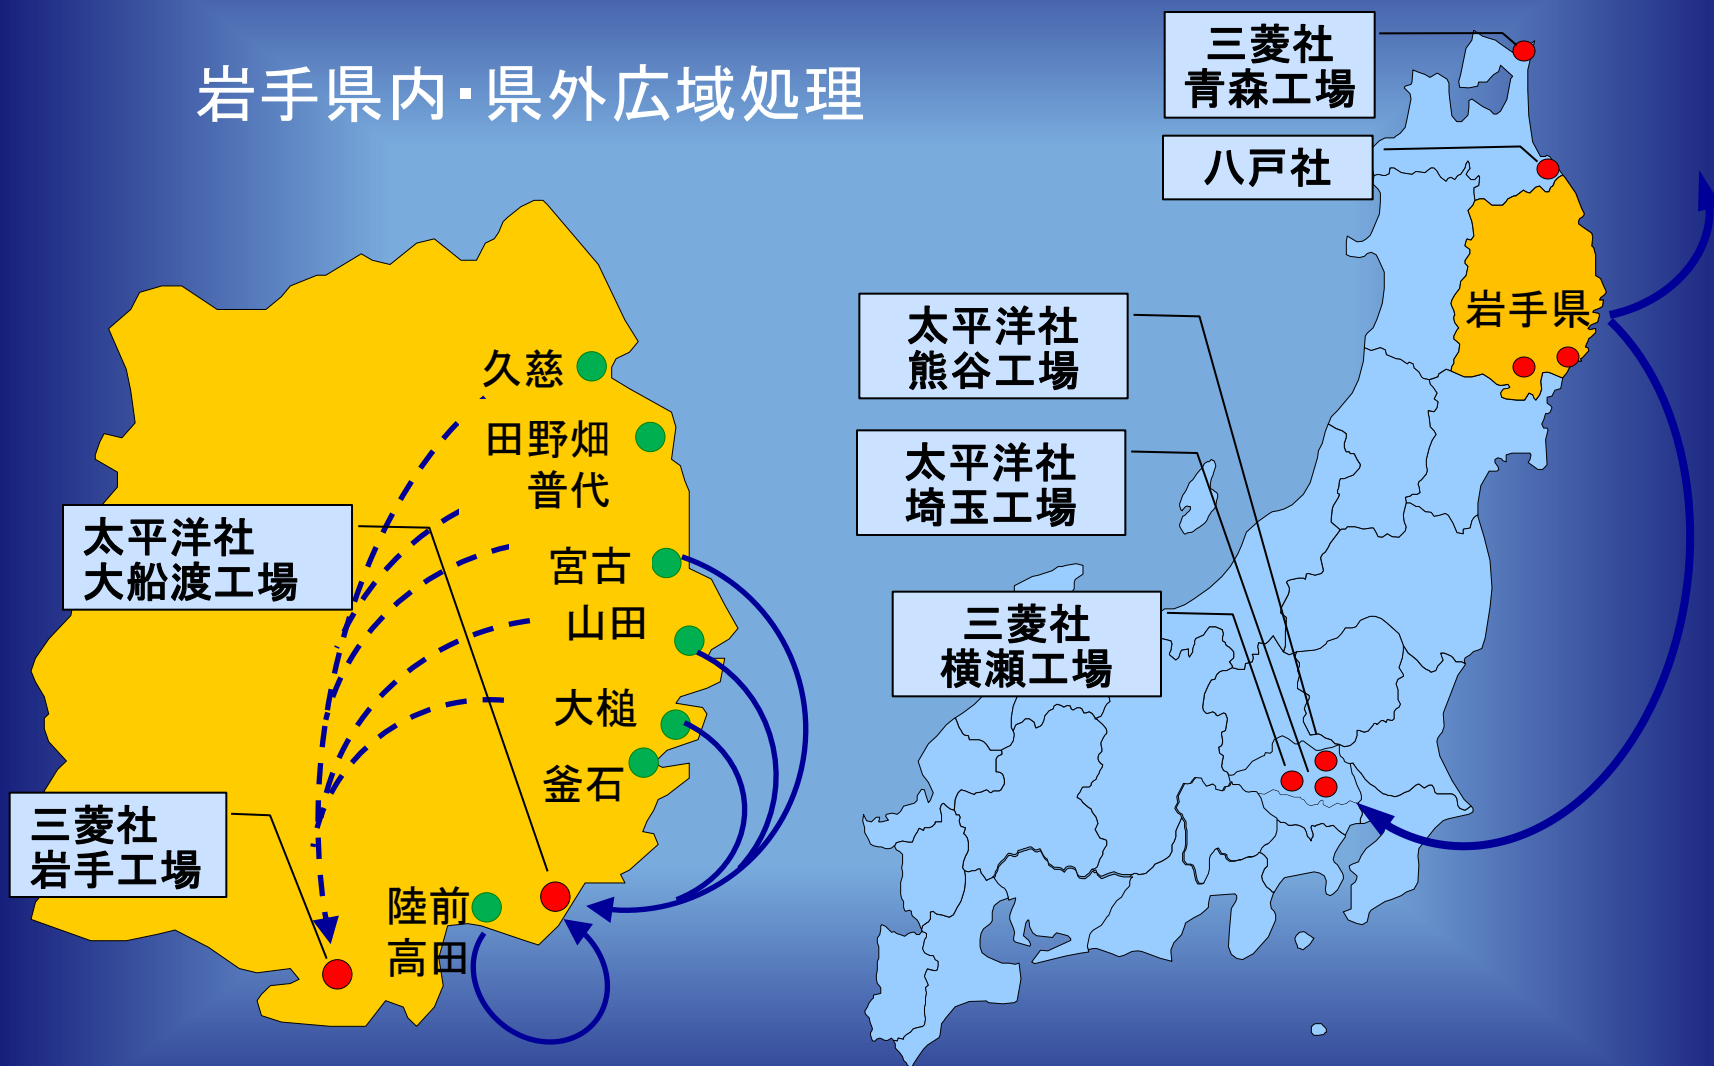 岩手県内・県外広域処理
三菱社
青森工場
八戸社
岩手県
太平洋社
熊谷工場
太平洋社
埼玉工場
三菱社
横瀬工場
久慈
田野畑
普代
宮古
山田
大槌
釜石
陸前
高田
太平洋社
大船渡工場
三菱社
岩手工場